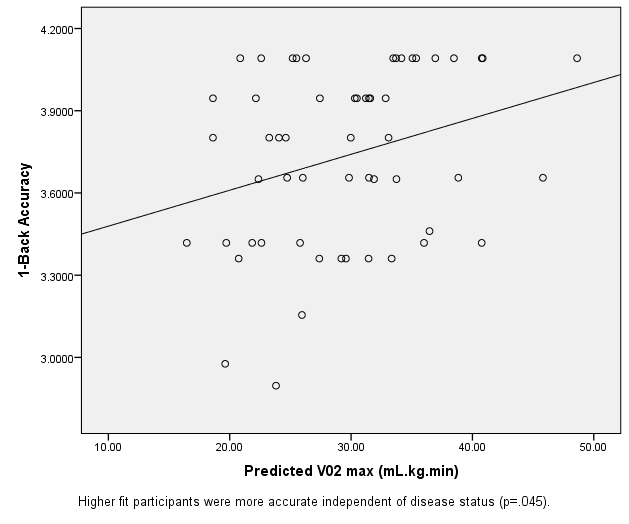 4.2000
3.9000
3.6000
3.3000
3.0000
1-Back Accuracy
10.00 20.00 30.00 40.00 50.00
Predicted V02 max (mL.kg.min)
Higher fit participants were more accurate independent of disease status (p=.045).